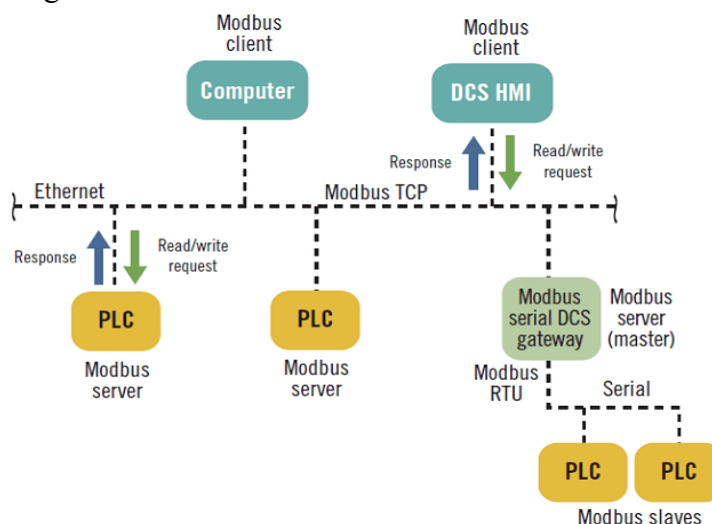 Modbus
client
Modbus
client
Computer
DCS HMI
Response
Read/write
request
Ethernet
Modbus TCP
Response
Read/write
request
PLC
Modbus
server
PLC
Modbus
server
Modbus
serial DCS
gateway
Modbus
server
(master)
Modbus
RTU
Serial
PLC
PLC
Modbus slaves